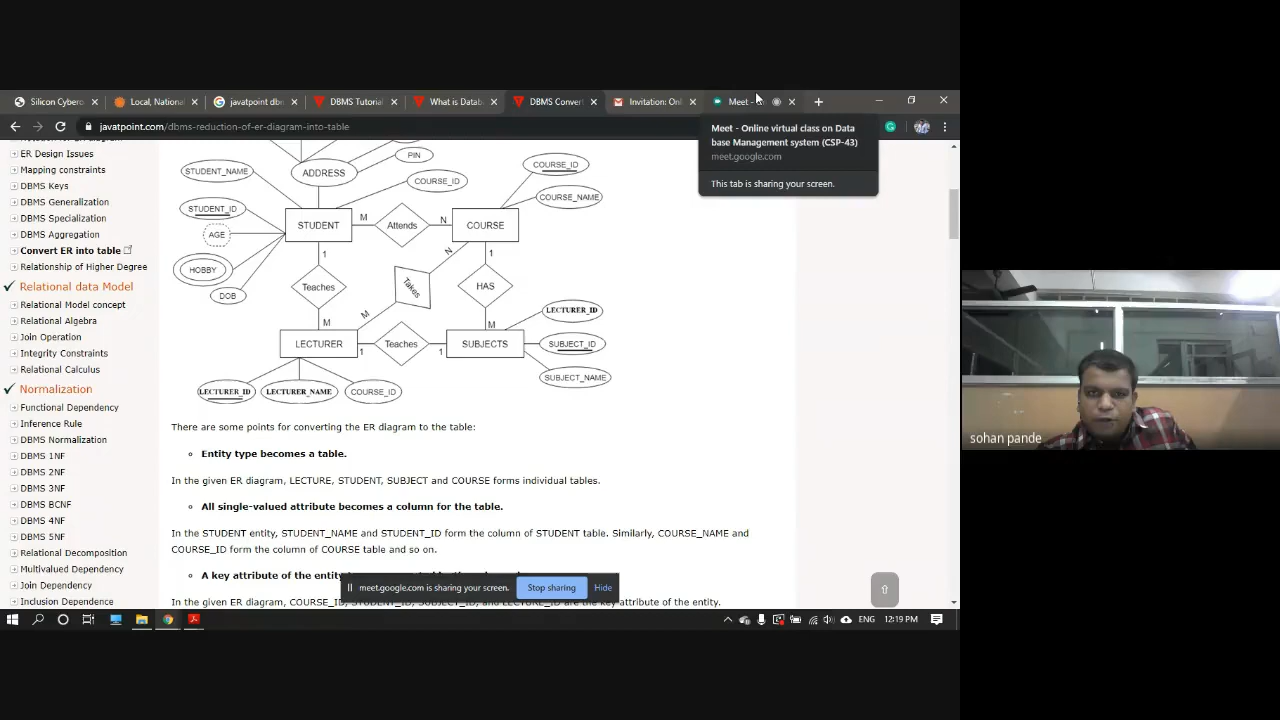 Silicon Cybero
Local, National
javatpoint dbm
DBMS Tutorial
What is Databa
DBMS Conver
Invitation: Onl
Meet -
javatpoint.com/dbms-reduction-of-er-diagram-into-table
Meet - Online virtual class on Data
base Management system (CSP-43)
meet.google.com
This tab is sharing your screen.
ER Design Issues
Mapping constraints
DBMS Keys
DBMS Generalization
DBMS Specialization
DBMS Aggregation
Convert ER into table
Relationship of Higher Degree
Relational data Model
Relational Model concept
Relational Algebra
Join Operation
Integrity Constraints
Relational Calculus
Normalization
Functional Dependency
Inference Rule
DBMS Normalization
DBMS 1NF
DBMS 2NF
DBMS 3NF
DBMS BCNF
DBMS 4NF
DBMS 5NF
Relational Decomposition
Multivalued Dependency
Join Dependency
Inclusion Dependence
PIN
STUDENT_NAME
ADDRESS
COURSE_ID
COURSE_ID
COURSE_NAME
STUDENT_ID
AGE
HOBBY
DOB
STUDENT
M
Attends
N
COURSE
1
Teaches
M
N
Takes
M
1
HAS
M
LECTURER
1
Teaches
1
SUBJECTS
LECTURER_ID
SUBJECT_ID
SUBJECT_NAME
LECTURER_ID
LECTURER_NAME
COURSE_ID
There are some points for converting the ER diagram to the table:
Entity type becomes a table.
In the given ER diagram, LECTURE, STUDENT, SUBJECT and COURSE forms individual tables.
All single-valued attribute becomes a column for the table.
In the STUDENT entity, STUDENT_NAME and STUDENT_ID form the column of STUDENT table. Similarly, COURSE_NAME and
COURSE_ID form the column of COURSE table and so on.
A key attribute of the entity
In the given ER diagram, COURSE_ID, STUDENT_ID, SUBJECT_ID, and LECTURE_ID are the key attribute of the entity.
meet.google.com is sharing your screen.
Stop sharing
Hide
ENG
12:19 PM
sohan pande